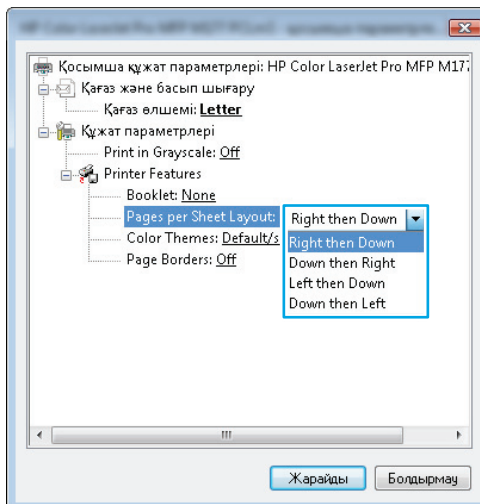 Қосымша құжат параметрлері: HP Color LaserJet Pro MFP M177
Қағаз және басып шығару
Қағаз өлшемі: Letter
Құжат параметрлері
Print in Grayscale: Off
Printer Features
Booklet: None
Pages per Sheet Layout: Right then Down
Color Themes: Default/s
Page Borders: Off
Right then Down
Down then Right
Left then Down
Down then Left
Жарайды Болдырмау